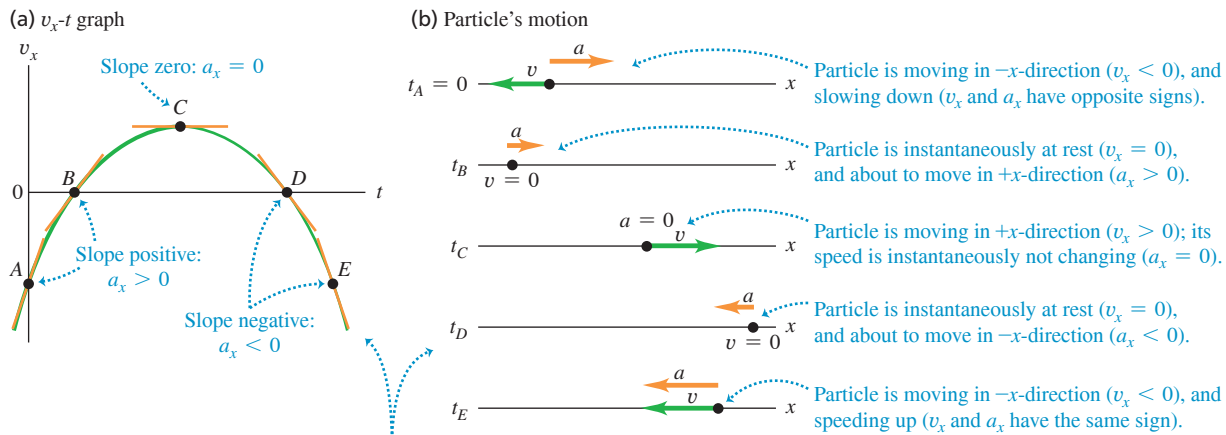 (a) vₓ-t graph
vₓ
Slope zero: aₓ = 0
C
B
D
0
t
A
E
Slope positive:
aₓ > 0
Slope negative:
aₓ < 0
(b) Particle's motion
a
v
t_A = 0
x
Particle is moving in −x-direction (vₓ < 0), and
slowing down (vₓ and aₓ have opposite signs).
a
t_B
x
v = 0
Particle is instantaneously at rest (vₓ = 0),
and about to move in +x-direction (aₓ > 0).
a = 0
v
t_C
x
Particle is moving in +x-direction (vₓ > 0); its
speed is instantaneously not changing (aₓ = 0).
a
t_D
x
v = 0
Particle is instantaneously at rest (vₓ = 0),
and about to move in −x-direction (aₓ < 0).
a
v
t_E
x
Particle is moving in −x-direction (vₓ < 0), and
speeding up (vₓ and aₓ have the same sign).